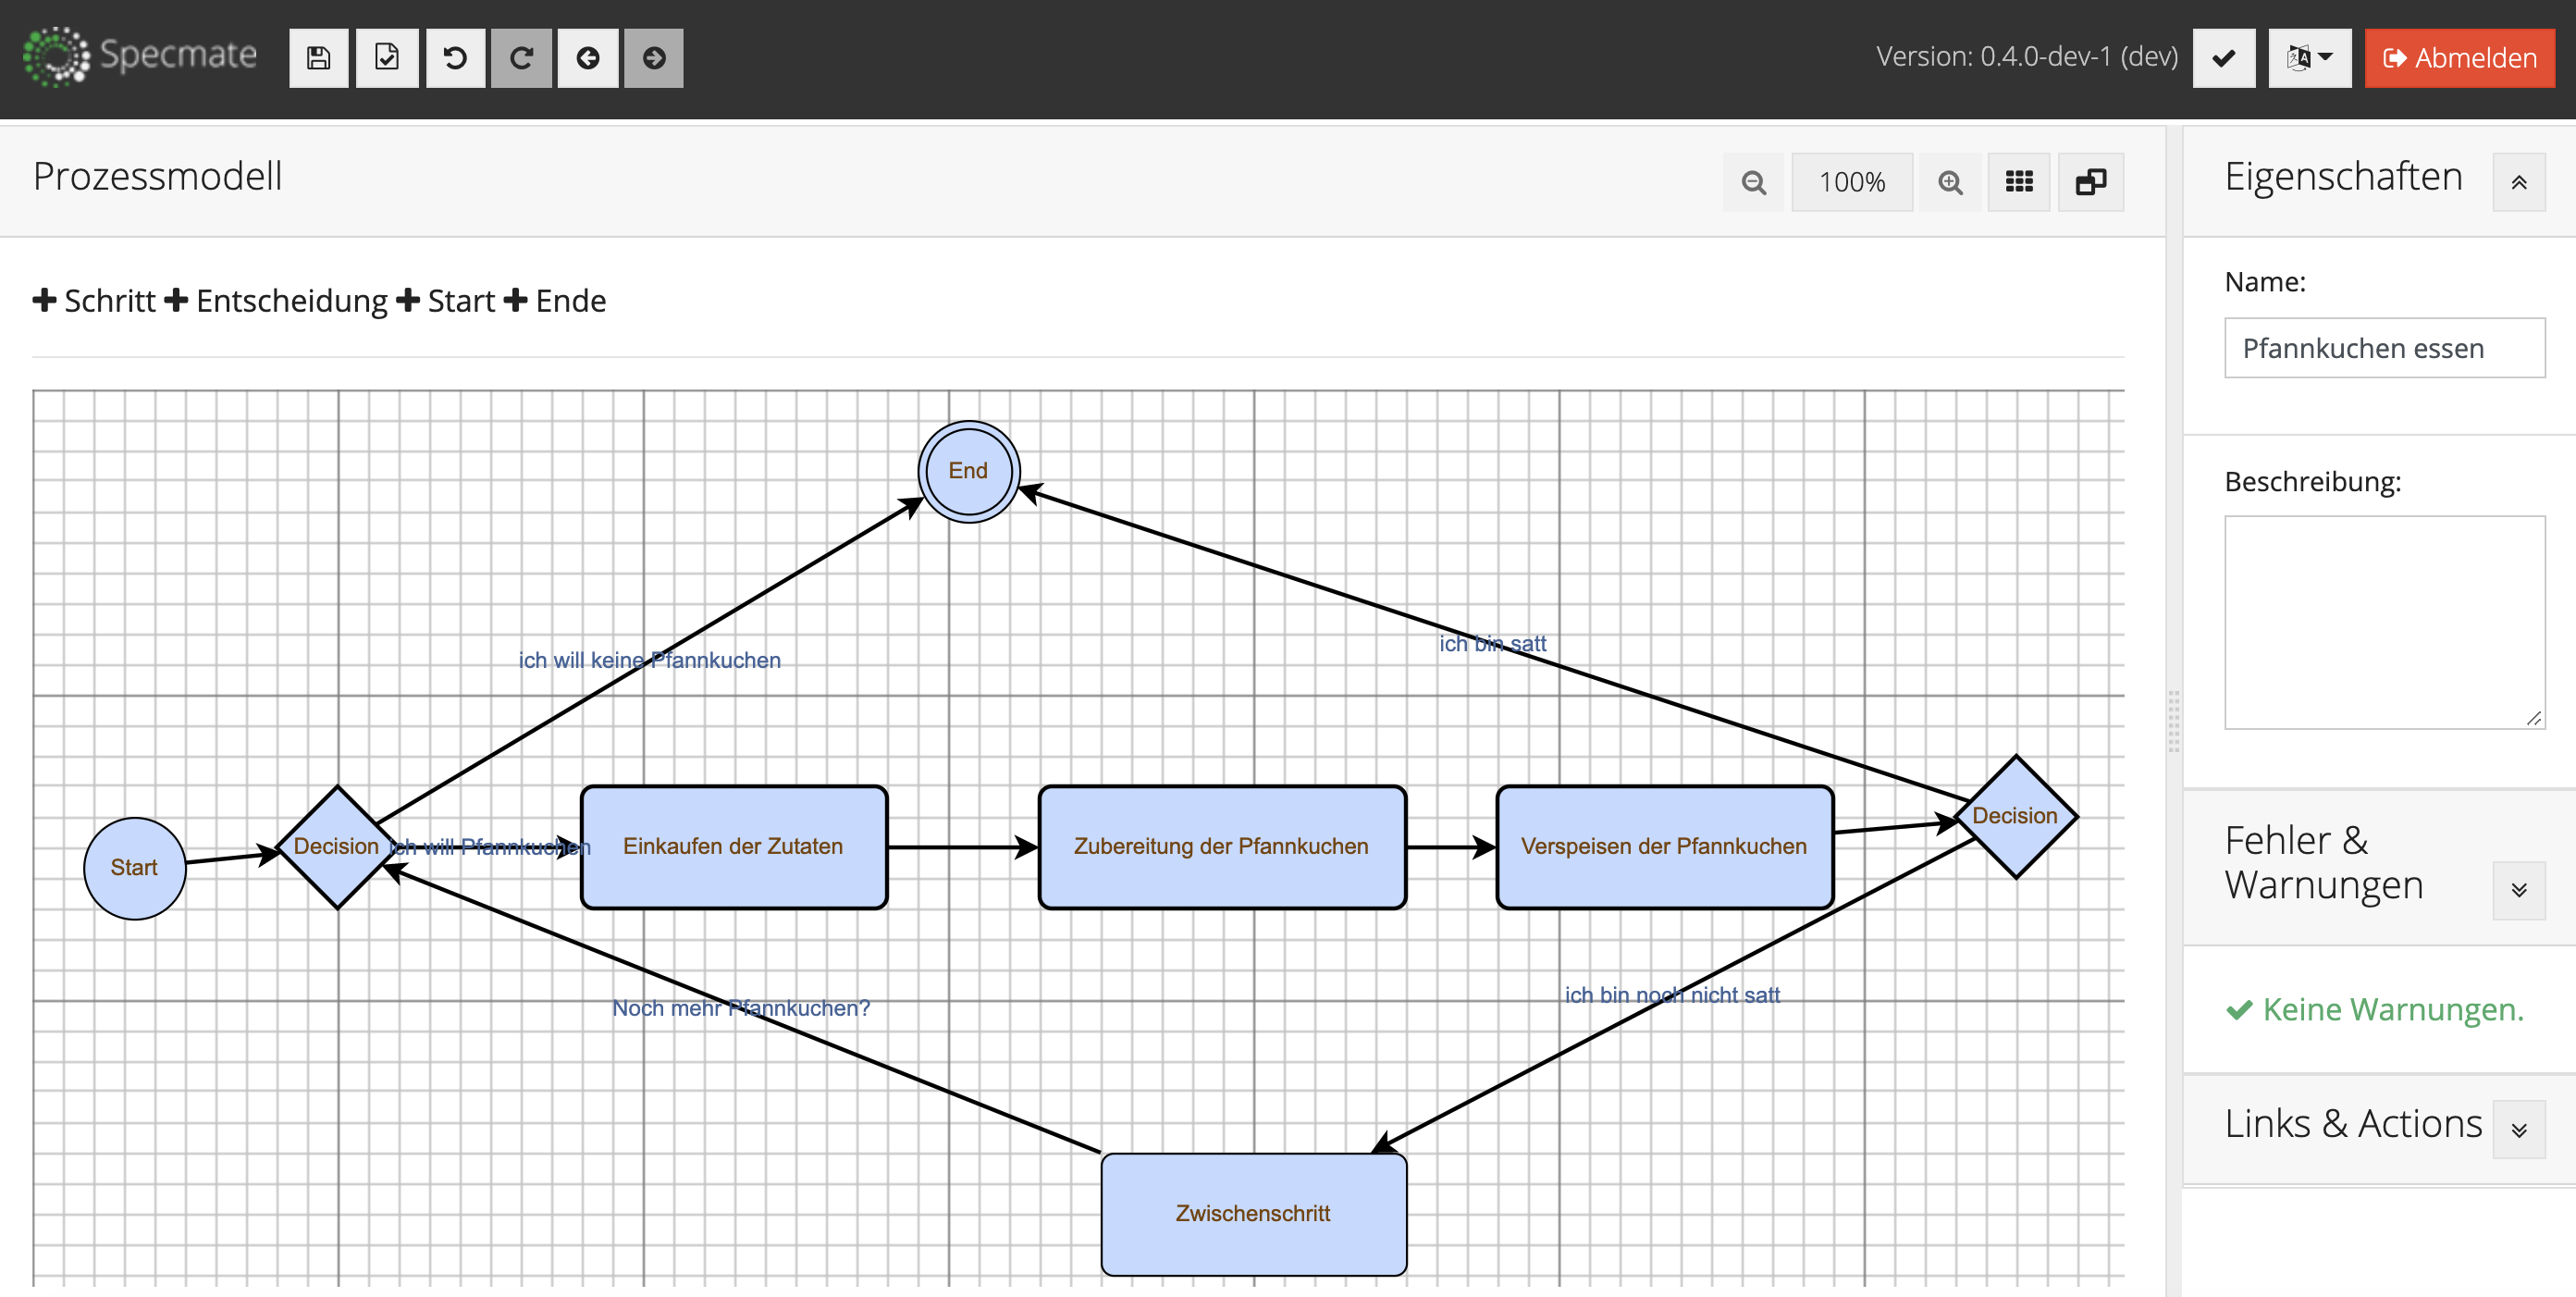 Specmate
Version: 0.4.0-dev-1 (dev)
Abmelden
Prozessmodell
100%
Schritt Entscheidung Start Ende
End
ich will keine Pfannkuchen
ich bin satt
Start
Decision
ich will Pfannkuchen
Einkaufen der Zutaten
Zubereitung der Pfannkuchen
Verspeisen der Pfannkuchen
Decision
Noch mehr Pfannkuchen?
ich bin noch nicht satt
Zwischenschritt
Eigenschaften
Name:
Pfannkuchen essen
Beschreibung:
Fehler &
Warnungen
Keine Warnungen.
Links & Actions